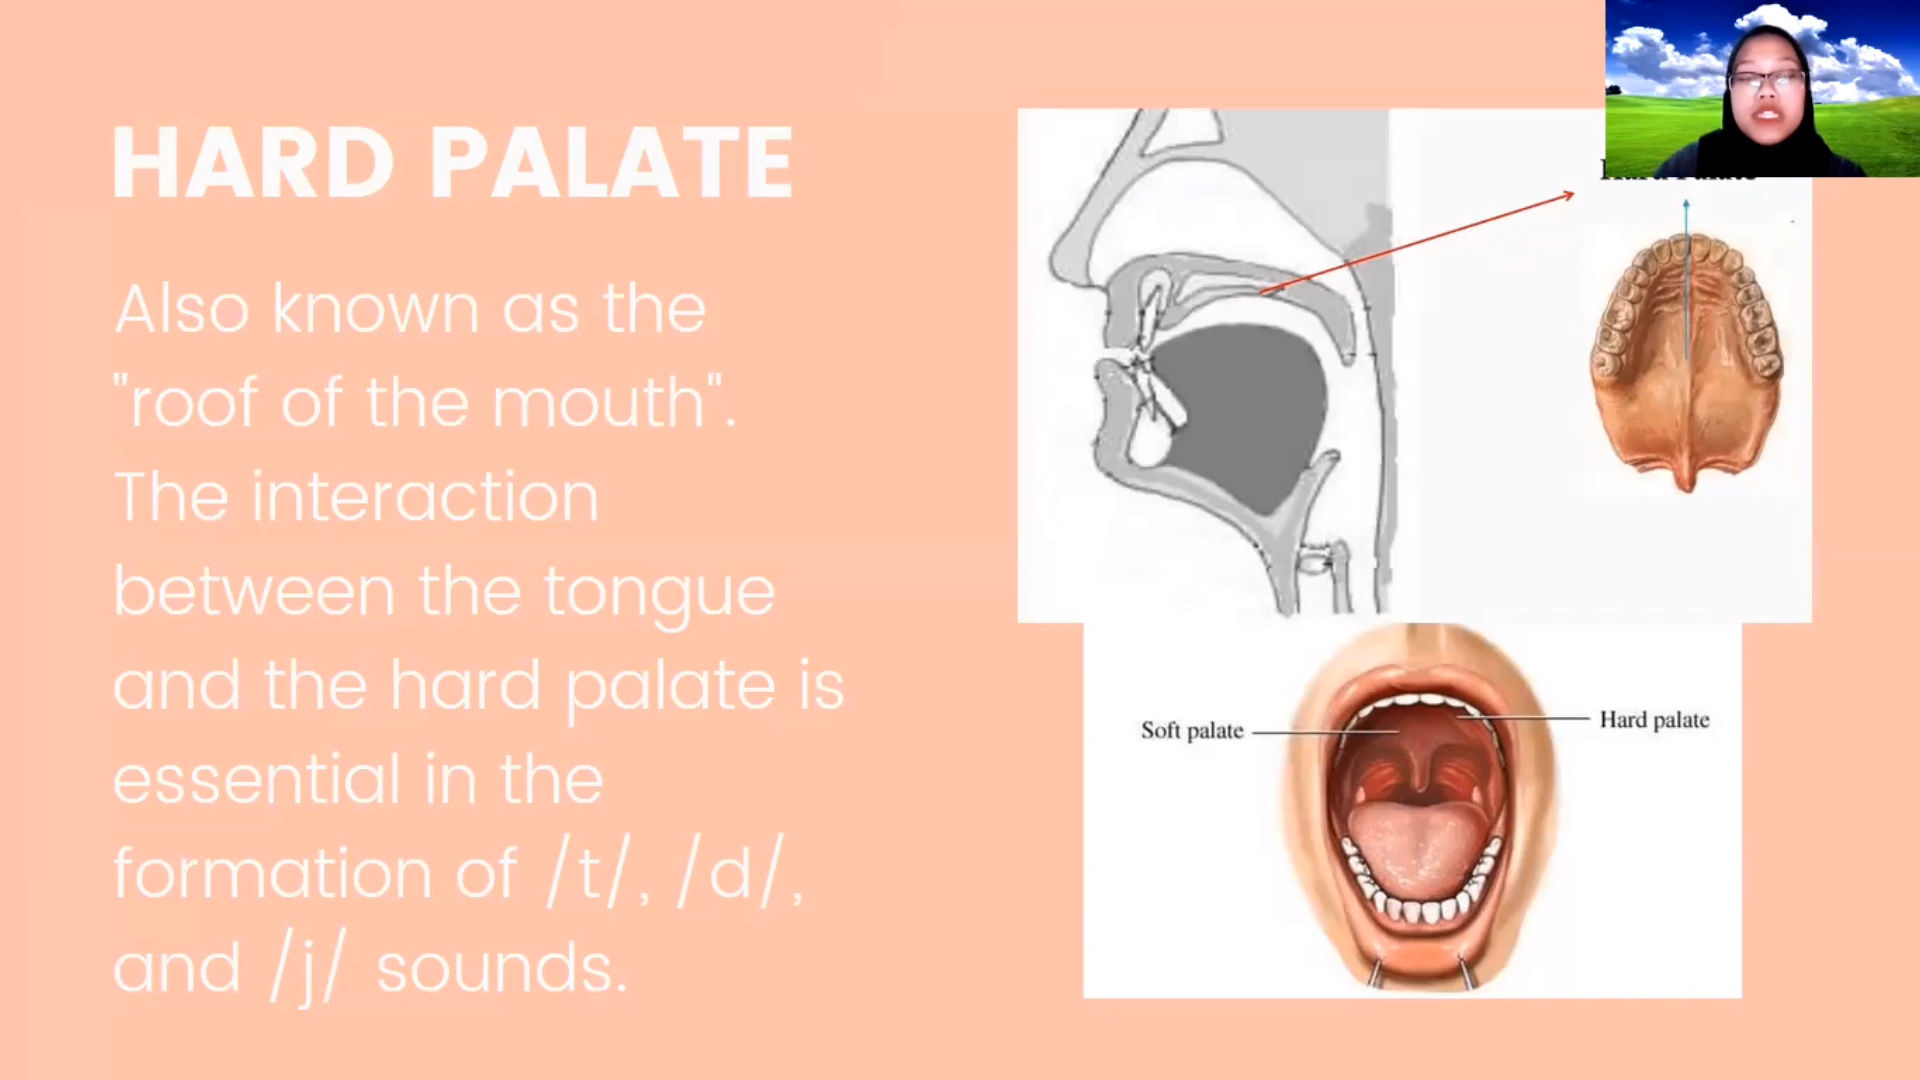 HARD PALATE
Also known as the
"roof of the mouth".
The interaction
between the tongue
and the hard palate is
essential in the
formation of /t/, /d/,
and /j/ sounds.
Soft palate
Hard palate